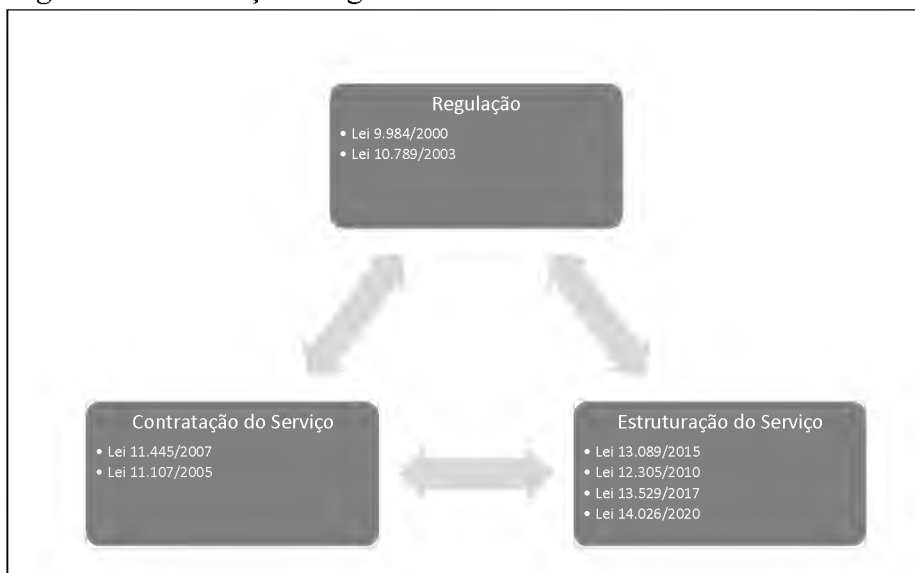 Regulação
• Lei 9.984/2000
• Lei 10.789/2003
Contratação do Serviço
• Lei 11.445/2007
• Lei 11.107/2005
Estruturação do Serviço
• Lei 13.089/2015
• Lei 12.305/2010
• Lei 13.529/2017
• Lei 14.026/2020